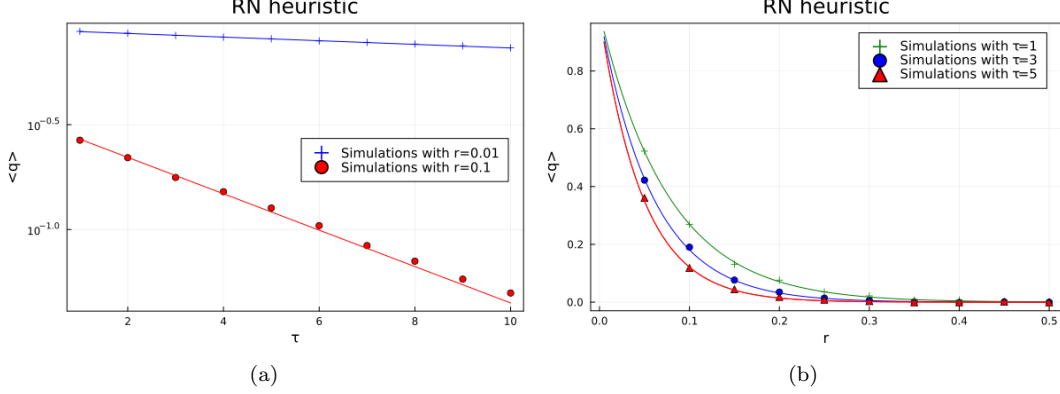 RN heuristic
10⁻⁰·⁵
10⁻¹·⁰
<q>
Simulations with r=0.01
Simulations with r=0.1
2 4 6 8 10
τ
(a)
RN heuristic
0.8
0.6
0.4
0.2
0.0
<q>
Simulations with τ=1
Simulations with τ=3
Simulations with τ=5
0.0 0.1 0.2 0.3 0.4 0.5
r
(b)